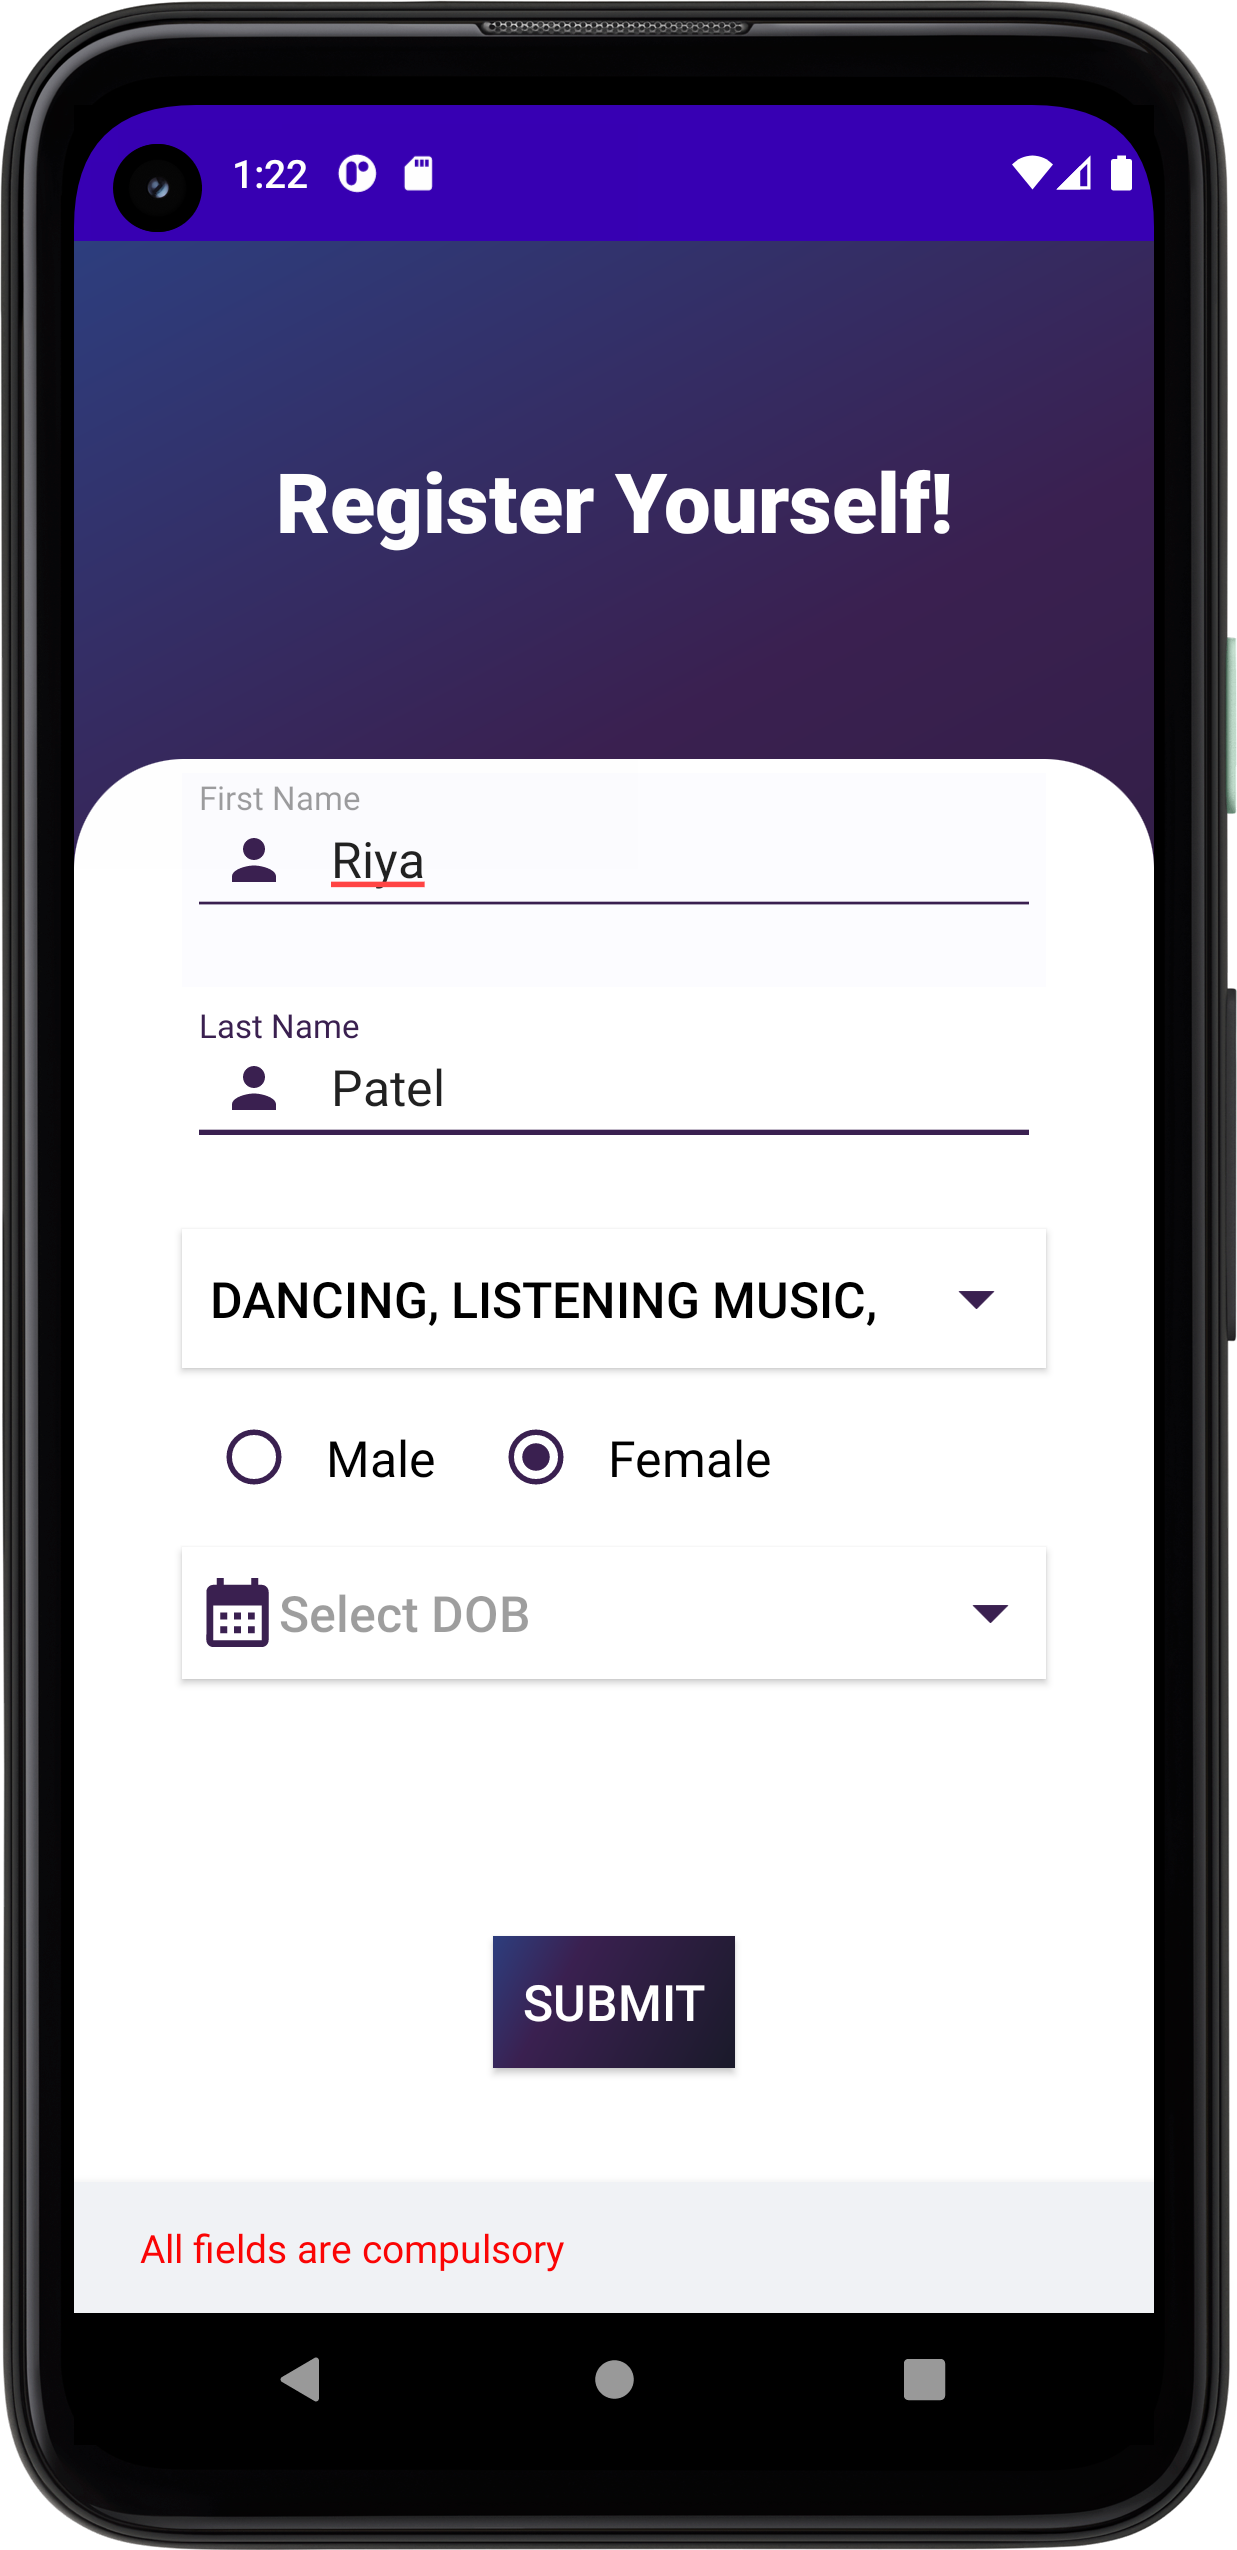 1:22
Register Yourself!
First Name
Riya
Last Name
Patel
DANCING, LISTENING MUSIC,
Male Female
Select DOB
SUBMIT
All fields are compulsory